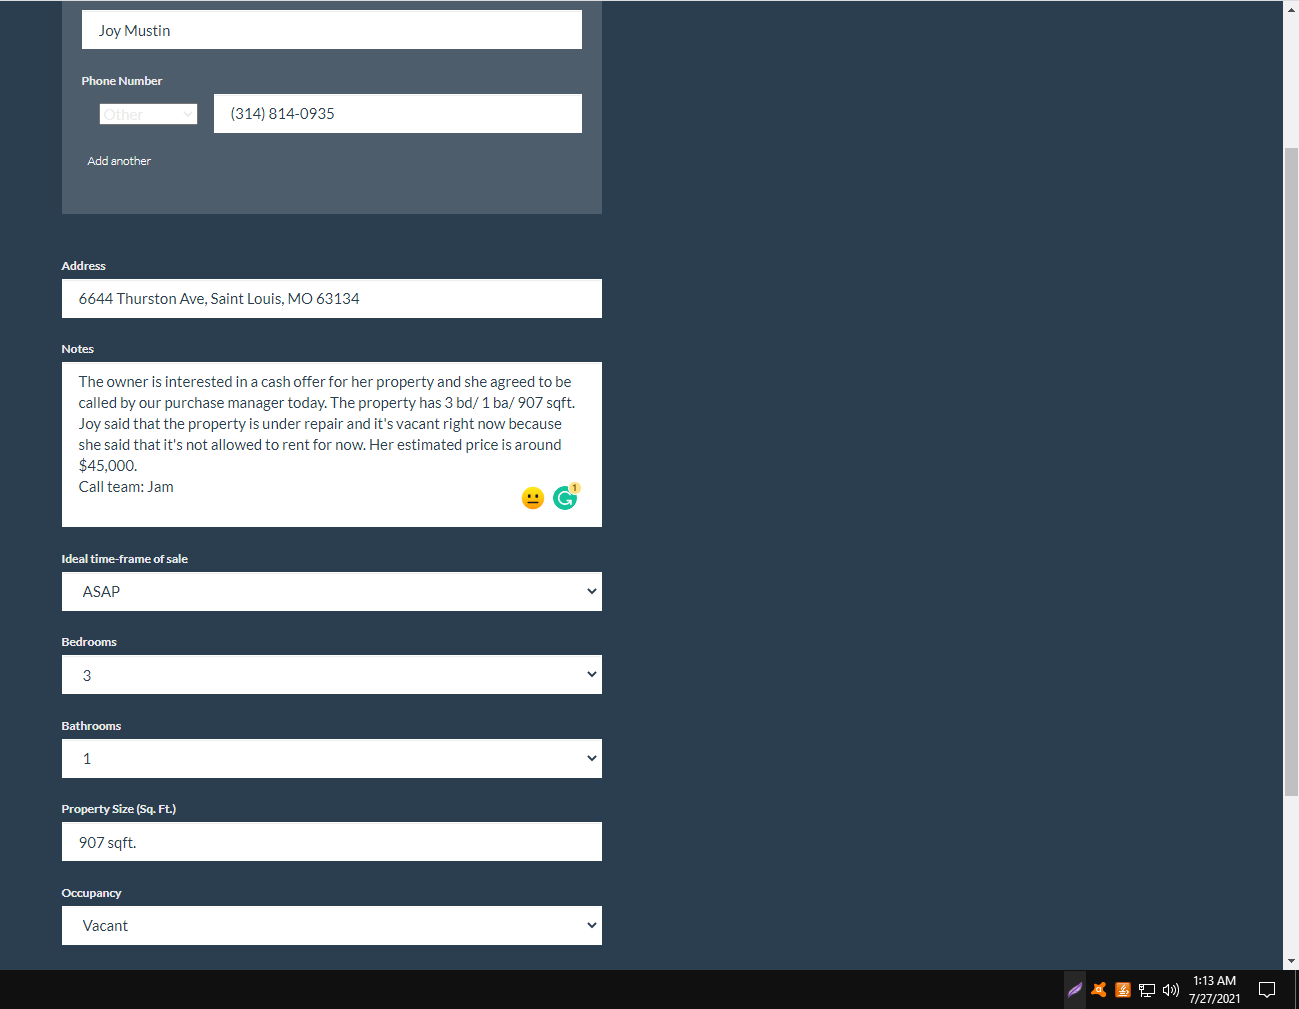 Joy Mustin
Phone Number
Other
(314) 814-0935
Add another
Address
6644 Thurston Ave, Saint Louis, MO 63134
Notes
The owner is interested in a cash offer for her property and she agreed to be
called by our purchase manager today. The property has 3 bd/ 1 ba/ 907 sqft.
Joy said that the property is under repair and it's vacant right now because
she said that it's not allowed to rent for now. Her estimated price is around
$45,000.
Call team: Jam
1
Ideal time-frame of sale
ASAP
Bedrooms
3
Bathrooms
1
Property Size (Sq. Ft.)
907 sqft.
Occupancy
Vacant
1:13 AM
7/27/2021